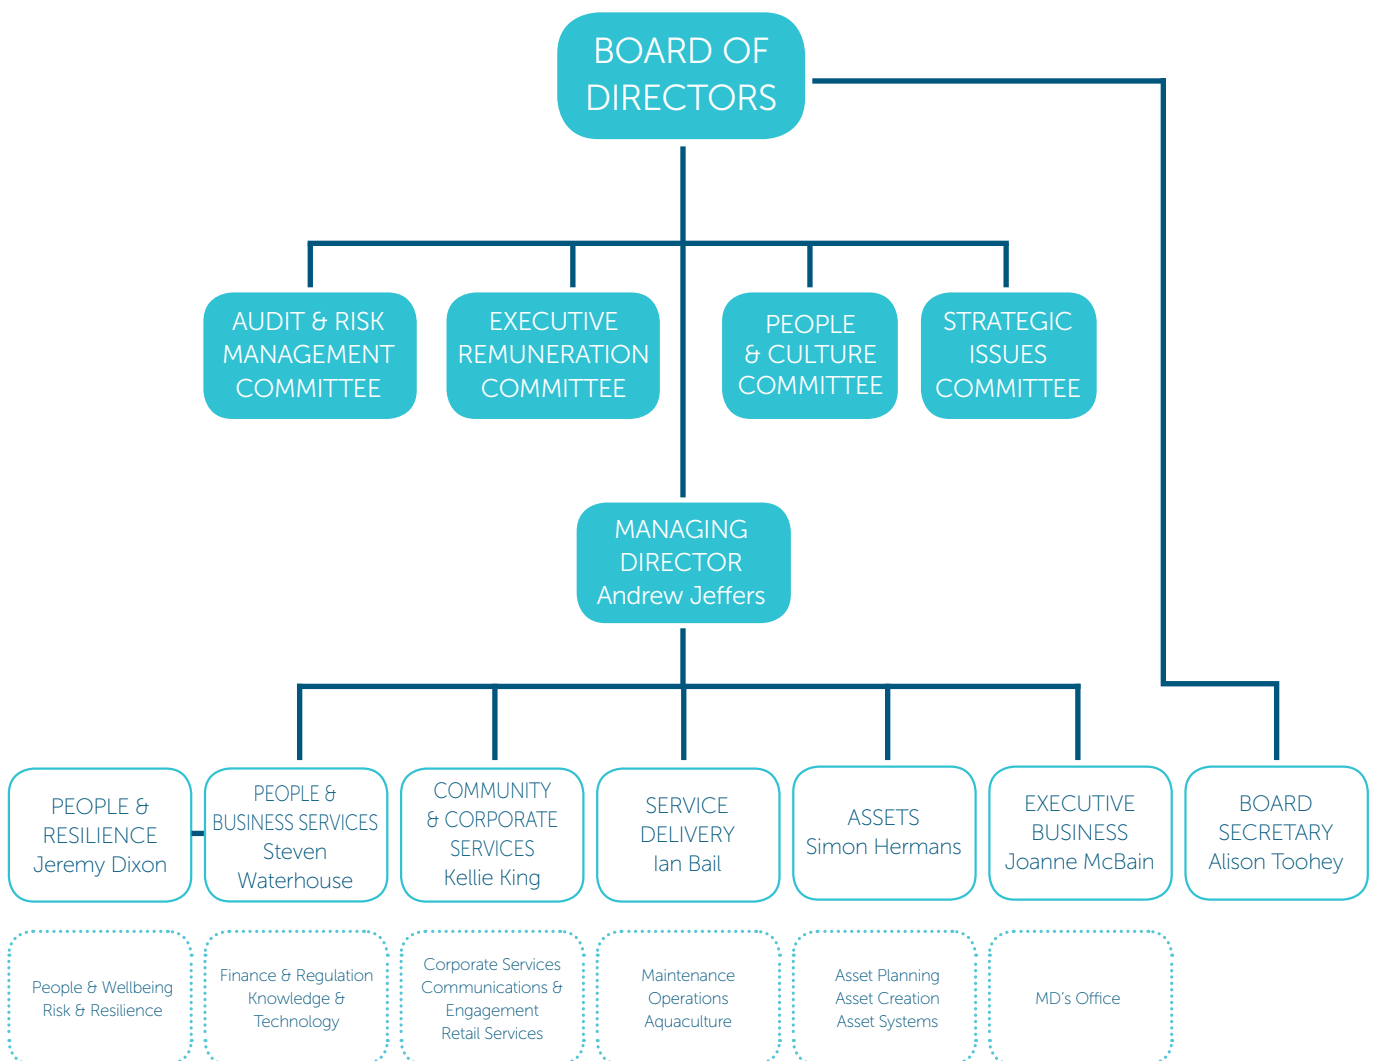 BOARD OF
DIRECTORS
AUDIT & RISK
MANAGEMENT
COMMITTEE
EXECUTIVE
REMUNERATION
COMMITTEE
PEOPLE
& CULTURE
COMMITTEE
STRATEGIC
ISSUES
COMMITTEE
MANAGING
DIRECTOR
Andrew Jeffers
PEOPLE &
RESILIENCE
Jeremy Dixon
PEOPLE &
BUSINESS SERVICES
Steven
Waterhouse
COMMUNITY
& CORPORATE
SERVICES
Kellie King
SERVICE
DELIVERY
Ian Bail
ASSETS
Simon Hermans
EXECUTIVE
BUSINESS
Joanne McBain
BOARD
SECRETARY
Alison Toohey
People & Wellbeing
Risk & Resilience
Finance & Regulation
Knowledge &
Technology
Corporate Services
Communications &
Engagement
Retail Services
Maintenance
Operations
Aquaculture
Asset Planning
Asset Creation
Asset Systems
MD's Office